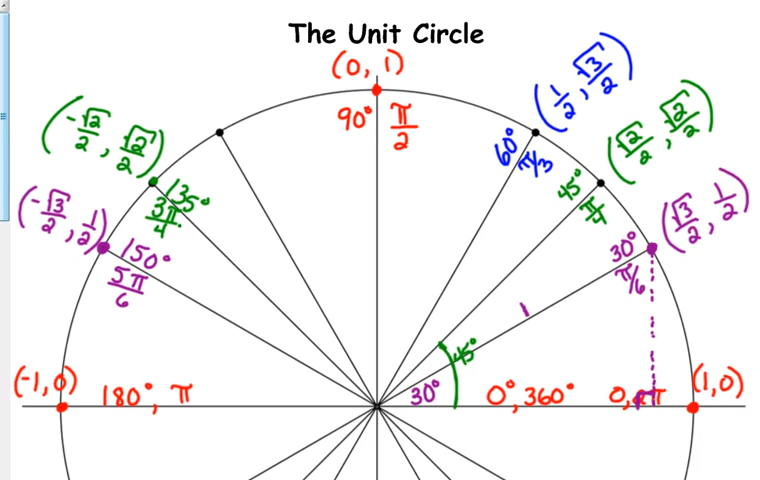 The Unit Circle
(0, 1)
90° π/2
(1/2, √3/2)
60°
π/3
(√2/2, √2/2)
45°
π/4
(√3/2, 1/2)
30°
π/6
(-√2/2, √2/2)
135°
3π/4
(-√3/2, 1/2)
150°
5π/6
1
45°
30°
(-1, 0)
180°, π
0°, 360°
0, 2π
(1, 0)